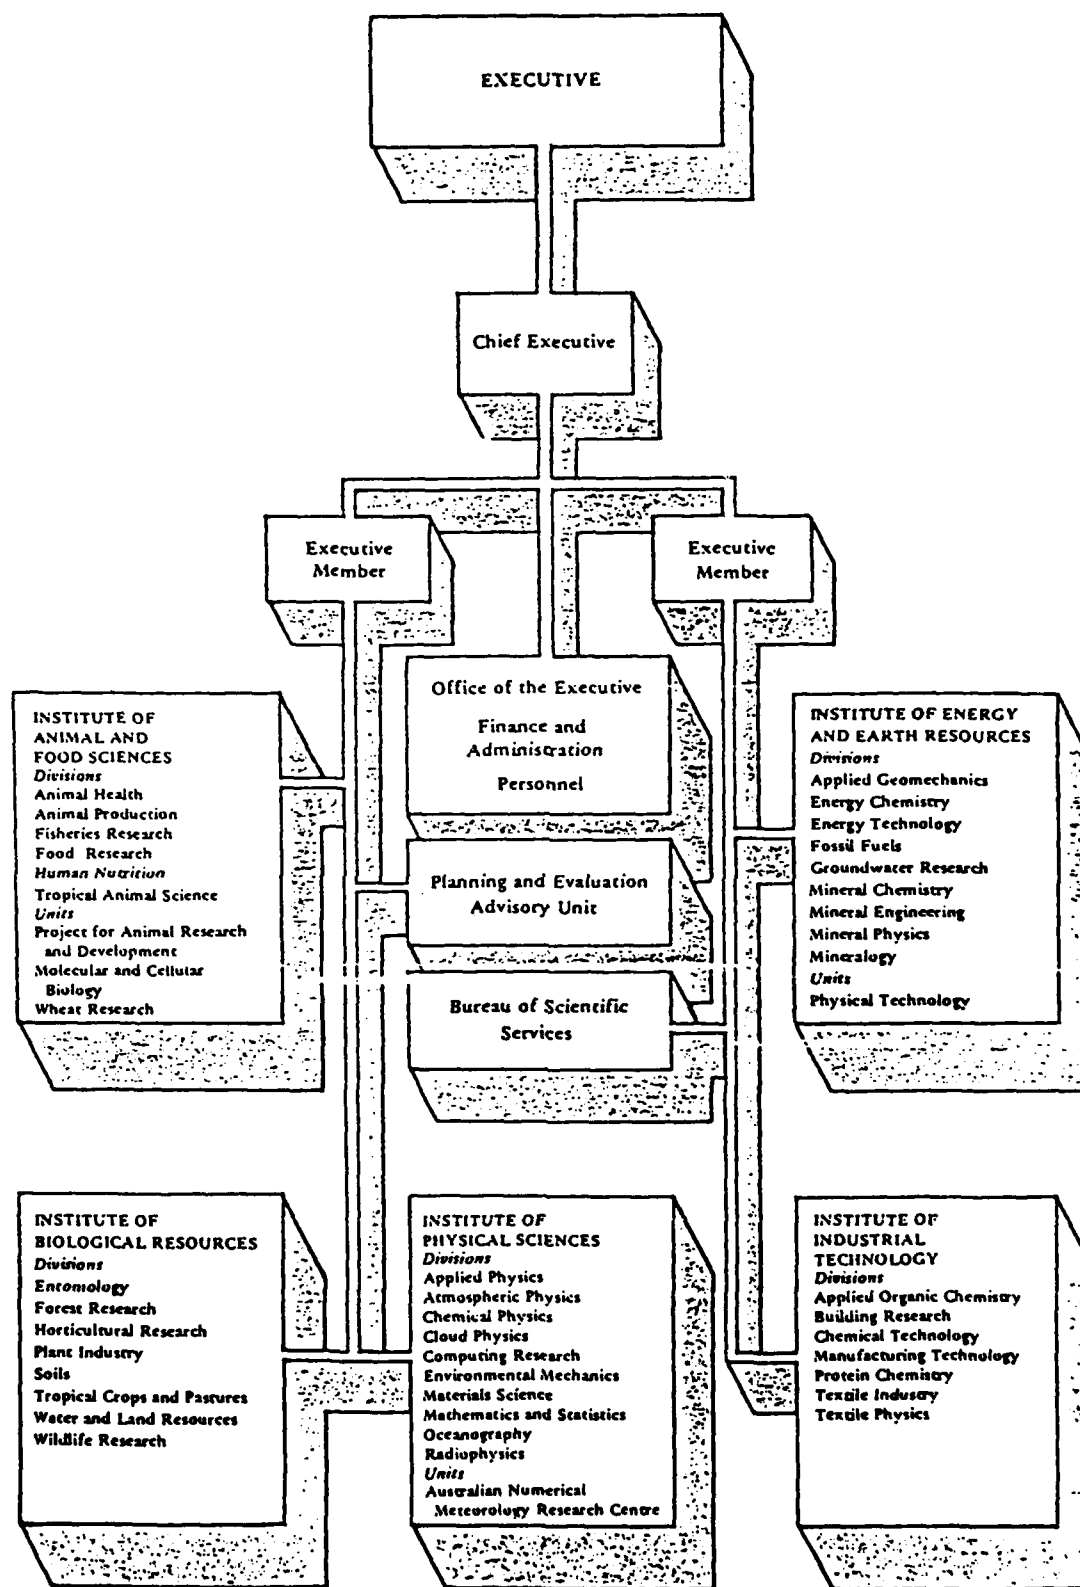 EXECUTIVE
Chief Executive
Executive
Member
Executive
Member
Office of the Executive
Finance and
Administration
Personnel
Planning and Evaluation
Advisory Unit
Bureau of Scientific
Services
INSTITUTE OF
ANIMAL AND
FOOD SCIENCES
Divisions
Animal Health
Animal Production
Fisheries Research
Food Research
Human Nutrition
Tropical Animal Science
Units
Project for Animal Research
and Development
Molecular and Cellular
Biology
Wheat Research
INSTITUTE OF ENERGY
AND EARTH RESOURCES
Divisions
Applied Geomechanics
Energy Chemistry
Energy Technology
Fossil Fuels
Groundwater Research
Mineral Chemistry
Mineral Engineering
Mineral Physics
Mineralogy
Units
Physical Technology
INSTITUTE OF
BIOLOGICAL RESOURCES
Divisions
Entomology
Forest Research
Horticultural Research
Plant Industry
Soils
Tropical Crops and Pastures
Water and Land Resources
Wildlife Research
INSTITUTE OF
PHYSICAL SCIENCES
Divisions
Applied Physics
Atmospheric Physics
Chemical Physics
Cloud Physics
Computing Research
Environmental Mechanics
Materials Science
Mathematics and Statistics
Oceanography
Radiophysics
Units
Australian Numerical
Meteorology Research Centre
INSTITUTE OF
INDUSTRIAL
TECHNOLOGY
Divisions
Applied Organic Chemistry
Building Research
Chemical Technology
Manufacturing Technology
Protein Chemistry
Textile Industry
Textile Physics